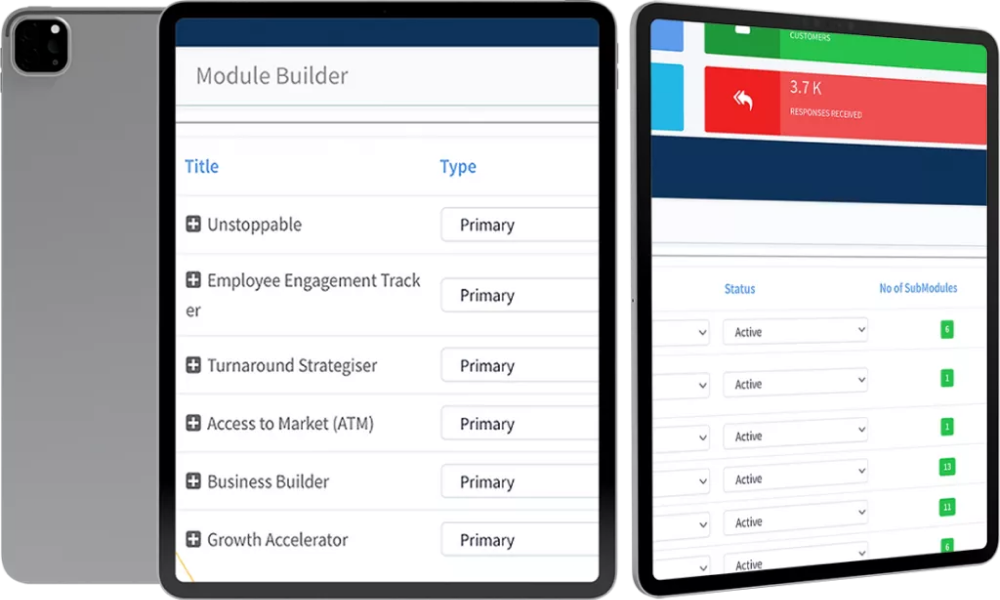 Module Builder
Title Type
Unstoppable Primary
Employee Engagement Track
er
Primary
Turnaround Strategiser Primary
Access to Market (ATM) Primary
Business Builder Primary
Growth Accelerator Primary
CUSTOMERS
3.7 K
RESPONSES RECEIVED
Status No of SubModules
Active 6
Active 1
Active 1
Active 13
Active 11
Active 6